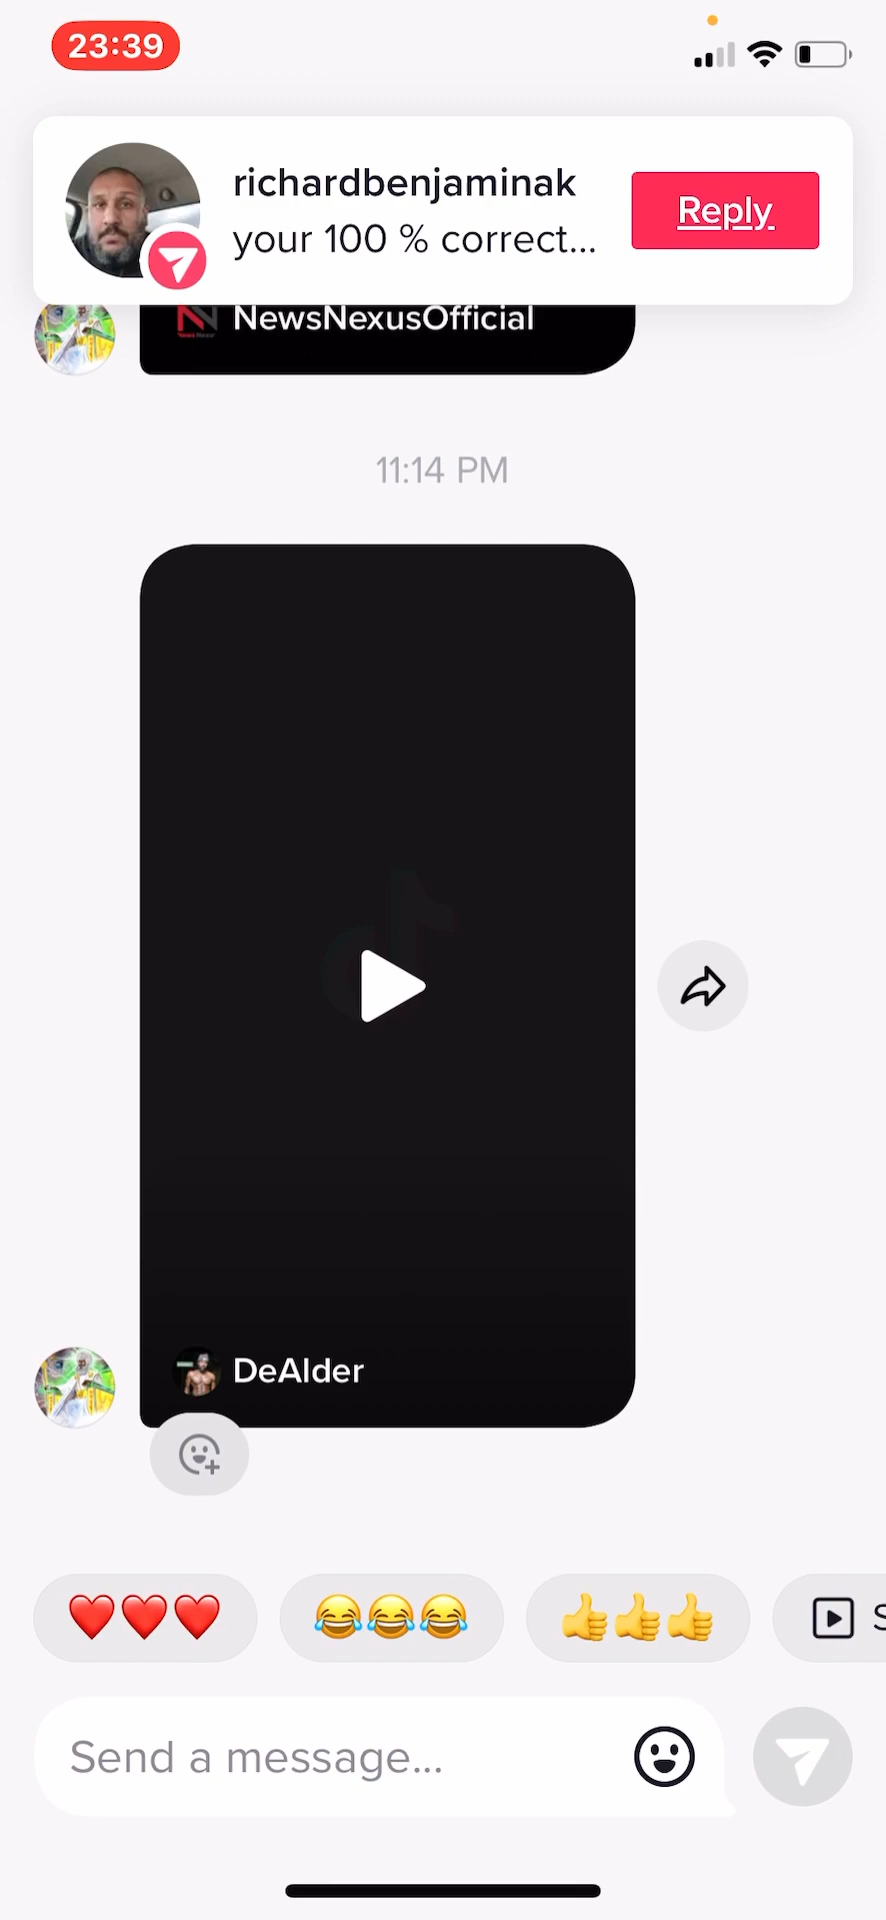 23:39
richardbenjaminak
your 100 % correct...
Reply
NewsNexusOfficial
11:14 PM
DeAlder
Send a message...